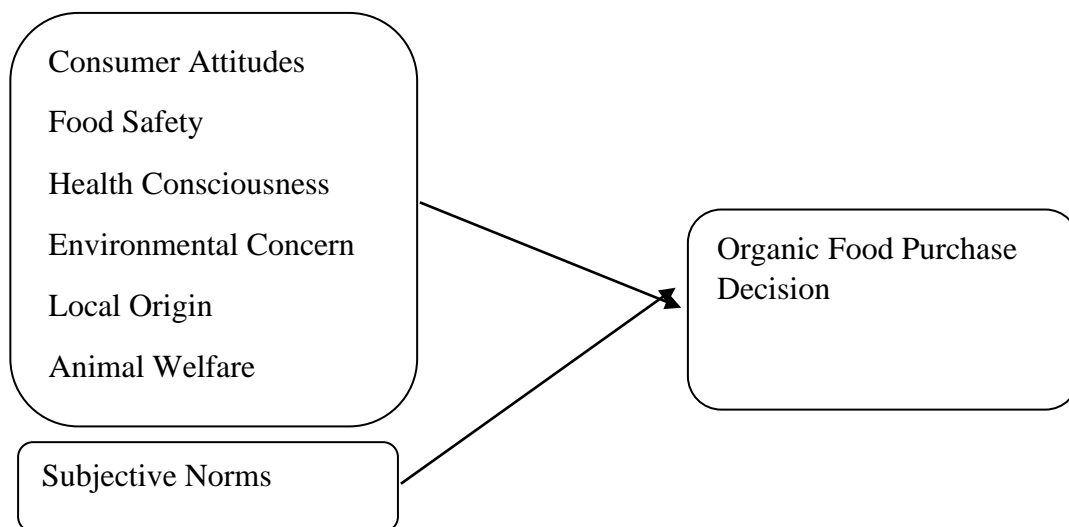 Consumer Attitudes
Food Safety
Health Consciousness
Environmental Concern
Local Origin
Animal Welfare
Organic Food Purchase
Decision
Subjective Norms